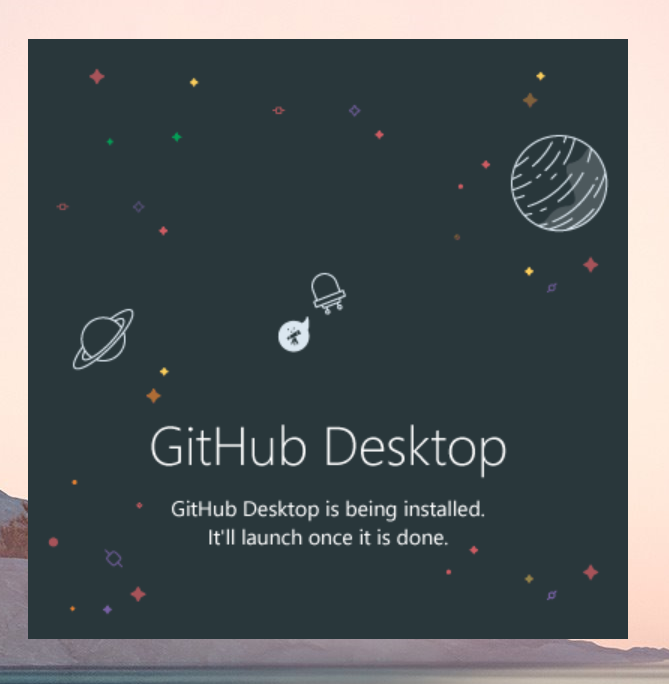 GitHub Desktop
GitHub Desktop is being installed.
It'll launch once it is done.